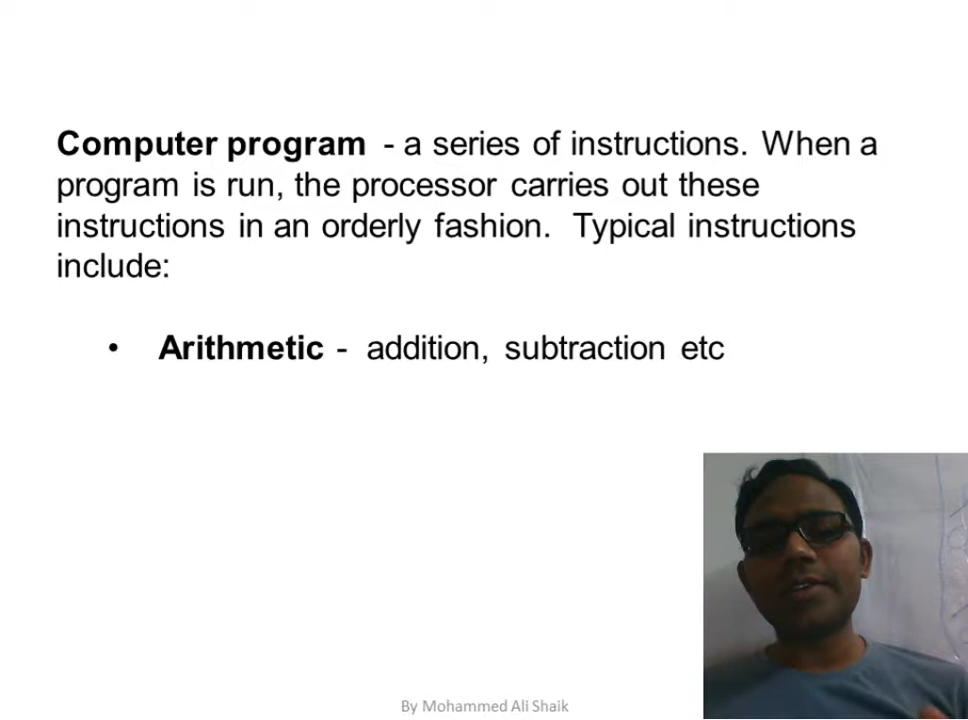 Computer program - a series of instructions. When a
program is run, the processor carries out these
instructions in an orderly fashion. Typical instructions
include:
• Arithmetic - addition, subtraction etc
By Mohammed Ali Shaik